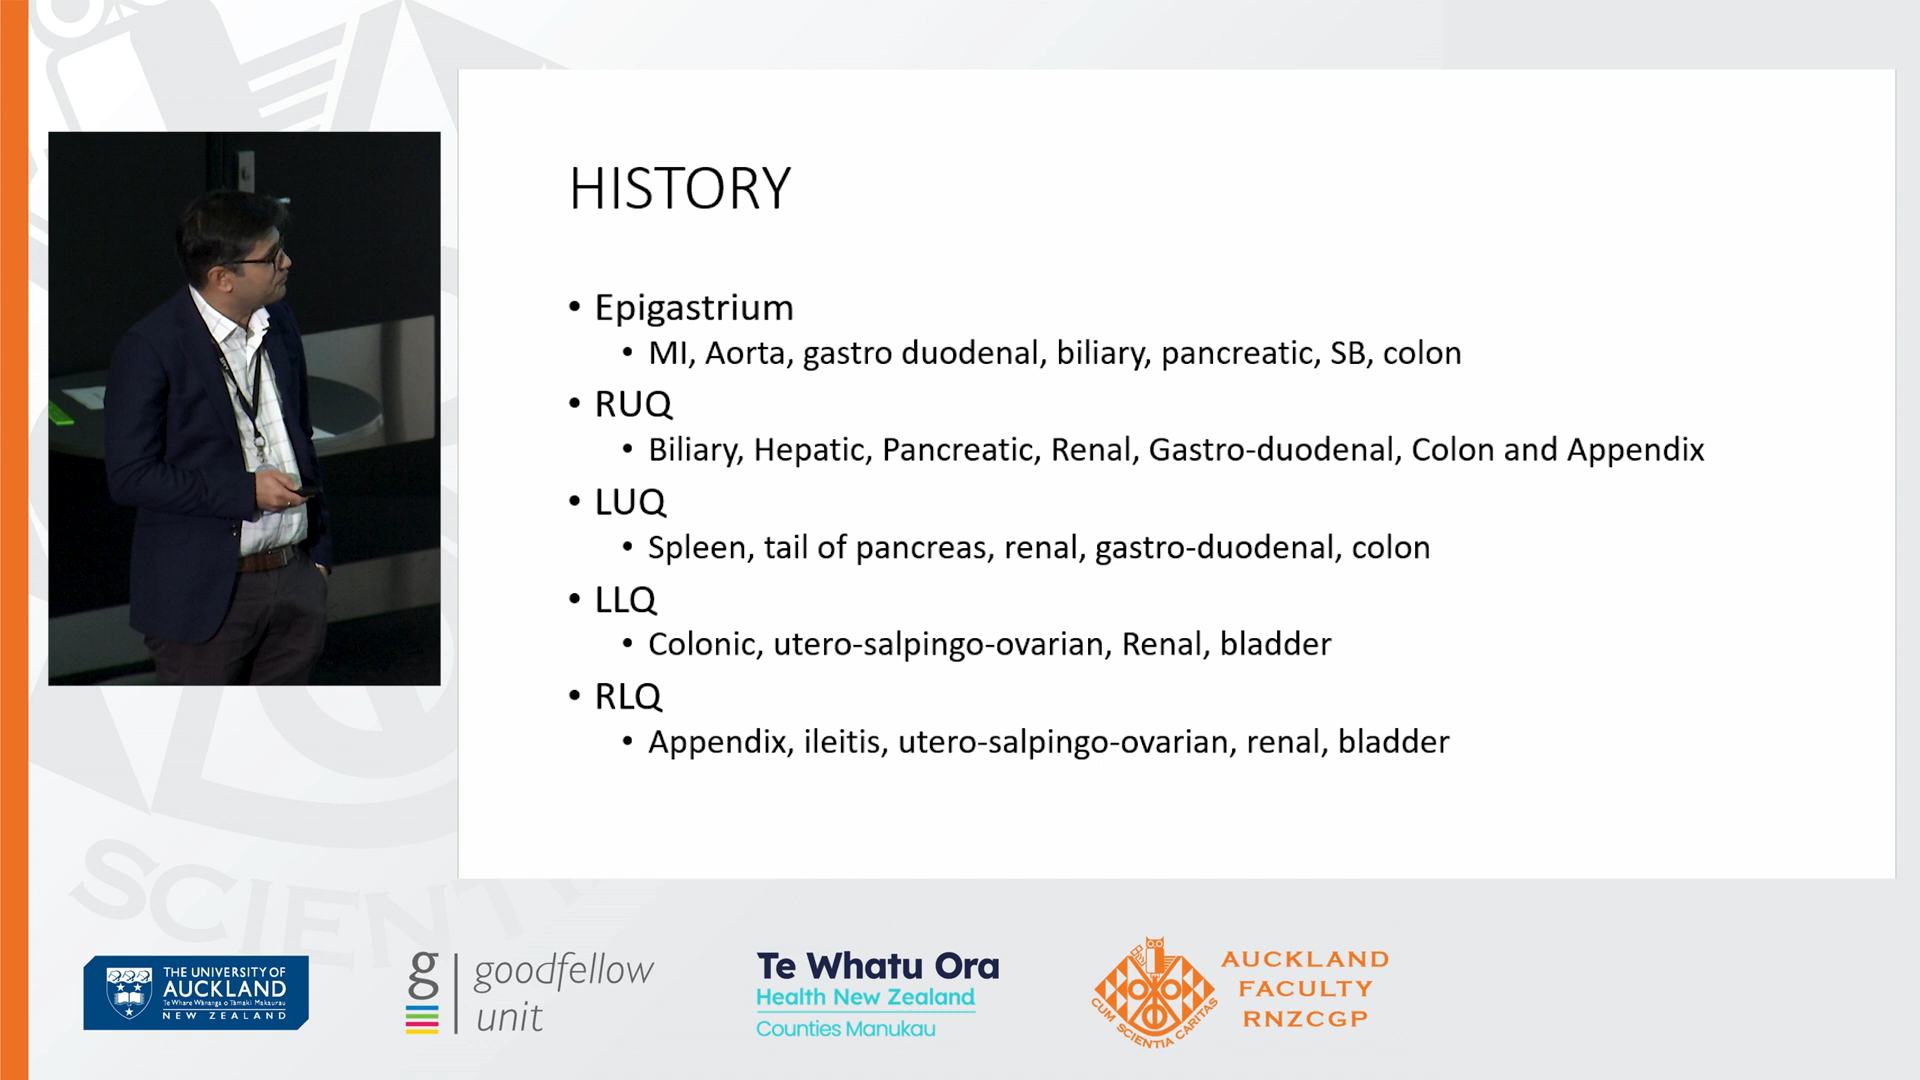 HISTORY
• Epigastrium
• MI, Aorta, gastro duodenal, biliary, pancreatic, SB, colon
• RUQ
• Biliary, Hepatic, Pancreatic, Renal, Gastro-duodenal, Colon and Appendix
• LUQ
• Spleen, tail of pancreas, renal, gastro-duodenal, colon
• LLQ
• Colonic, utero-salpingo-ovarian, Renal, bladder
• RLQ
• Appendix, ileitis, utero-salpingo-ovarian, renal, bladder
SCIENTI
THE UNIVERSITY OF
AUCKLAND
Te Whare Wānanga o Tāmaki Makaurau
NEW ZEALAND
g
goodfellow
unit
Te Whatu Ora
Health New Zealand
Counties Manukau
CUM SCIENTIA CARITAS
AUCKLAND
FACULTY
RNZCGP